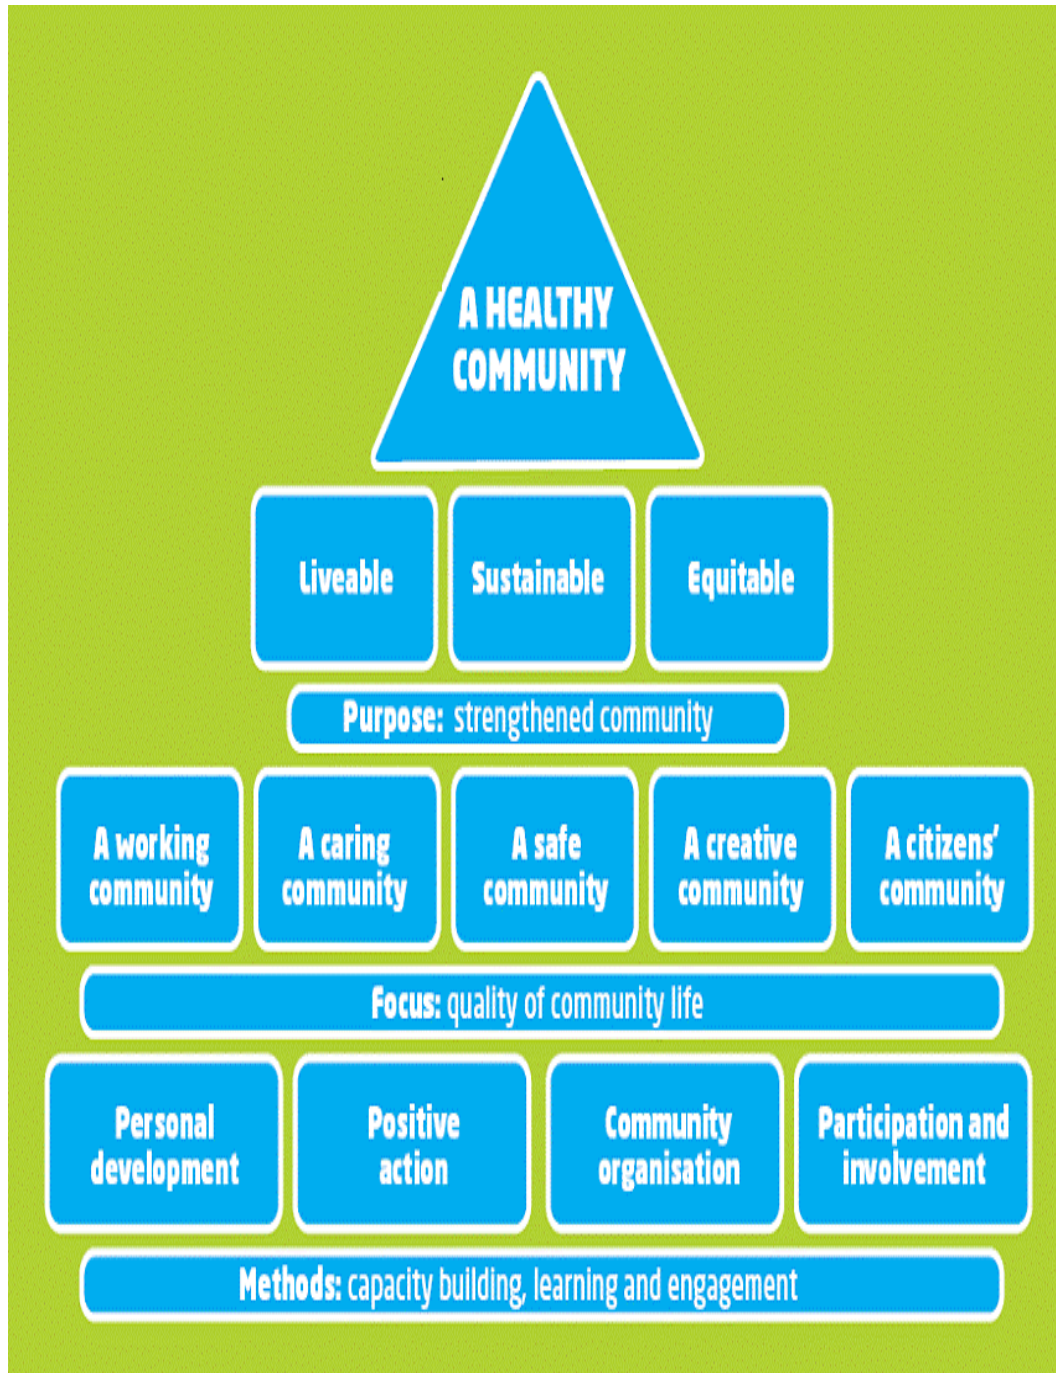 A HEALTHY
COMMUNITY
Liveable
Sustainable
Equitable
Purpose: strengthened community
A working
community
A caring
community
A safe
community
A creative
community
A citizens’
community
Focus: quality of community life
Personal
development
Positive
action
Community
organisation
Participation and
involvement
Methods: capacity building, learning and engagement